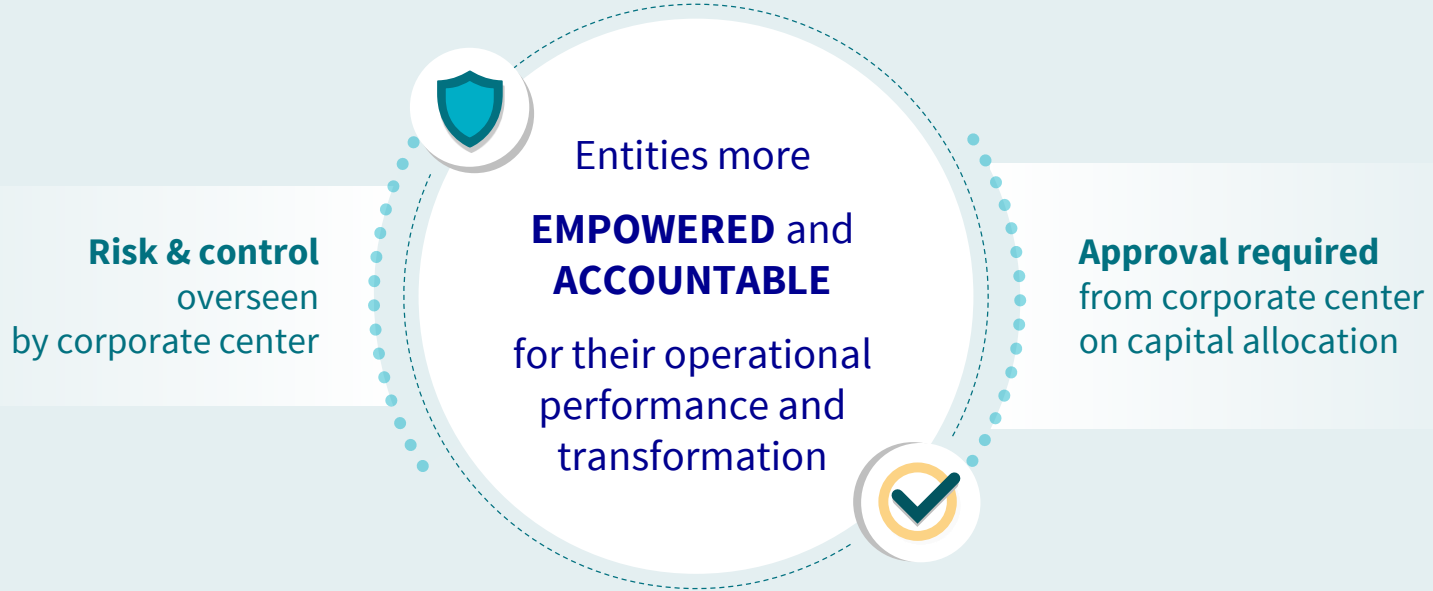 Risk & control
overseen
by corporate center
Entities more
EMPOWERED and
ACCOUNTABLE
for their operational
performance and
transformation
Approval required
from corporate center
on capital allocation